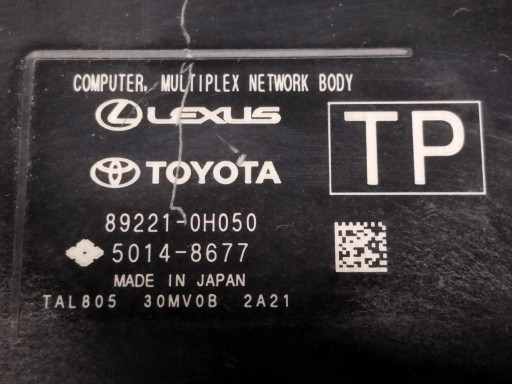 COMPUTER, MULTIPLEX NETWORK BODY
LEXUS
TP
TOYOTA
89221-0H050
5014-8677
MADE IN JAPAN
TAL805 30MV0B 2A21